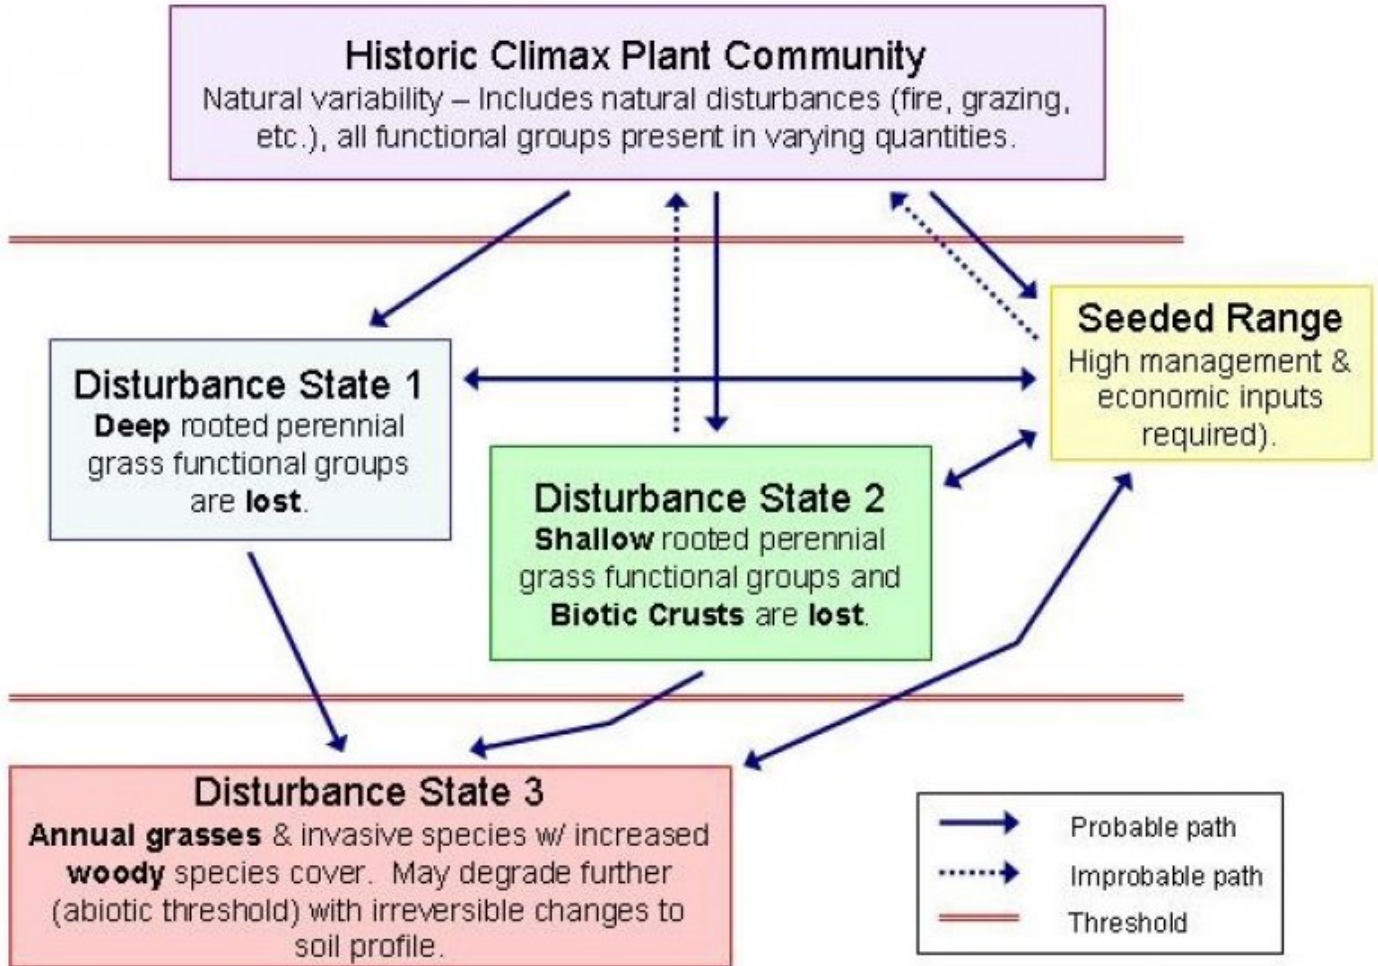 Historic Climax Plant Community
Natural variability – Includes natural disturbances (fire, grazing,
etc.), all functional groups present in varying quantities.
Seeded Range
High management &
economic inputs
required).
Disturbance State 1
Deep rooted perennial
grass functional groups
are lost.
Disturbance State 2
Shallow rooted perennial
grass functional groups and
Biotic Crusts are lost.
Disturbance State 3
Annual grasses & invasive species w/ increased
woody species cover. May degrade further
(abiotic threshold) with irreversible changes to
soil profile.
Probable path
Improbable path
Threshold